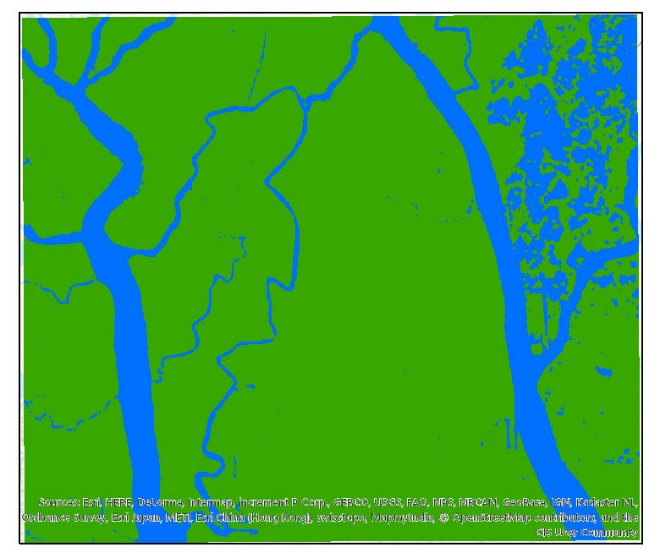 Sources: Esri, HERE, DeLorme, Intermap, increment P Corp., GEBCO, USGS, FAO, NPS, NRCAN, GeoBase, IGN, Kadaster NL,
Ordnance Survey, Esri Japan, METI, Esri China (Hong Kong), swisstopo, MapmyIndia, © OpenStreetMap contributors, and the
GIS User Community